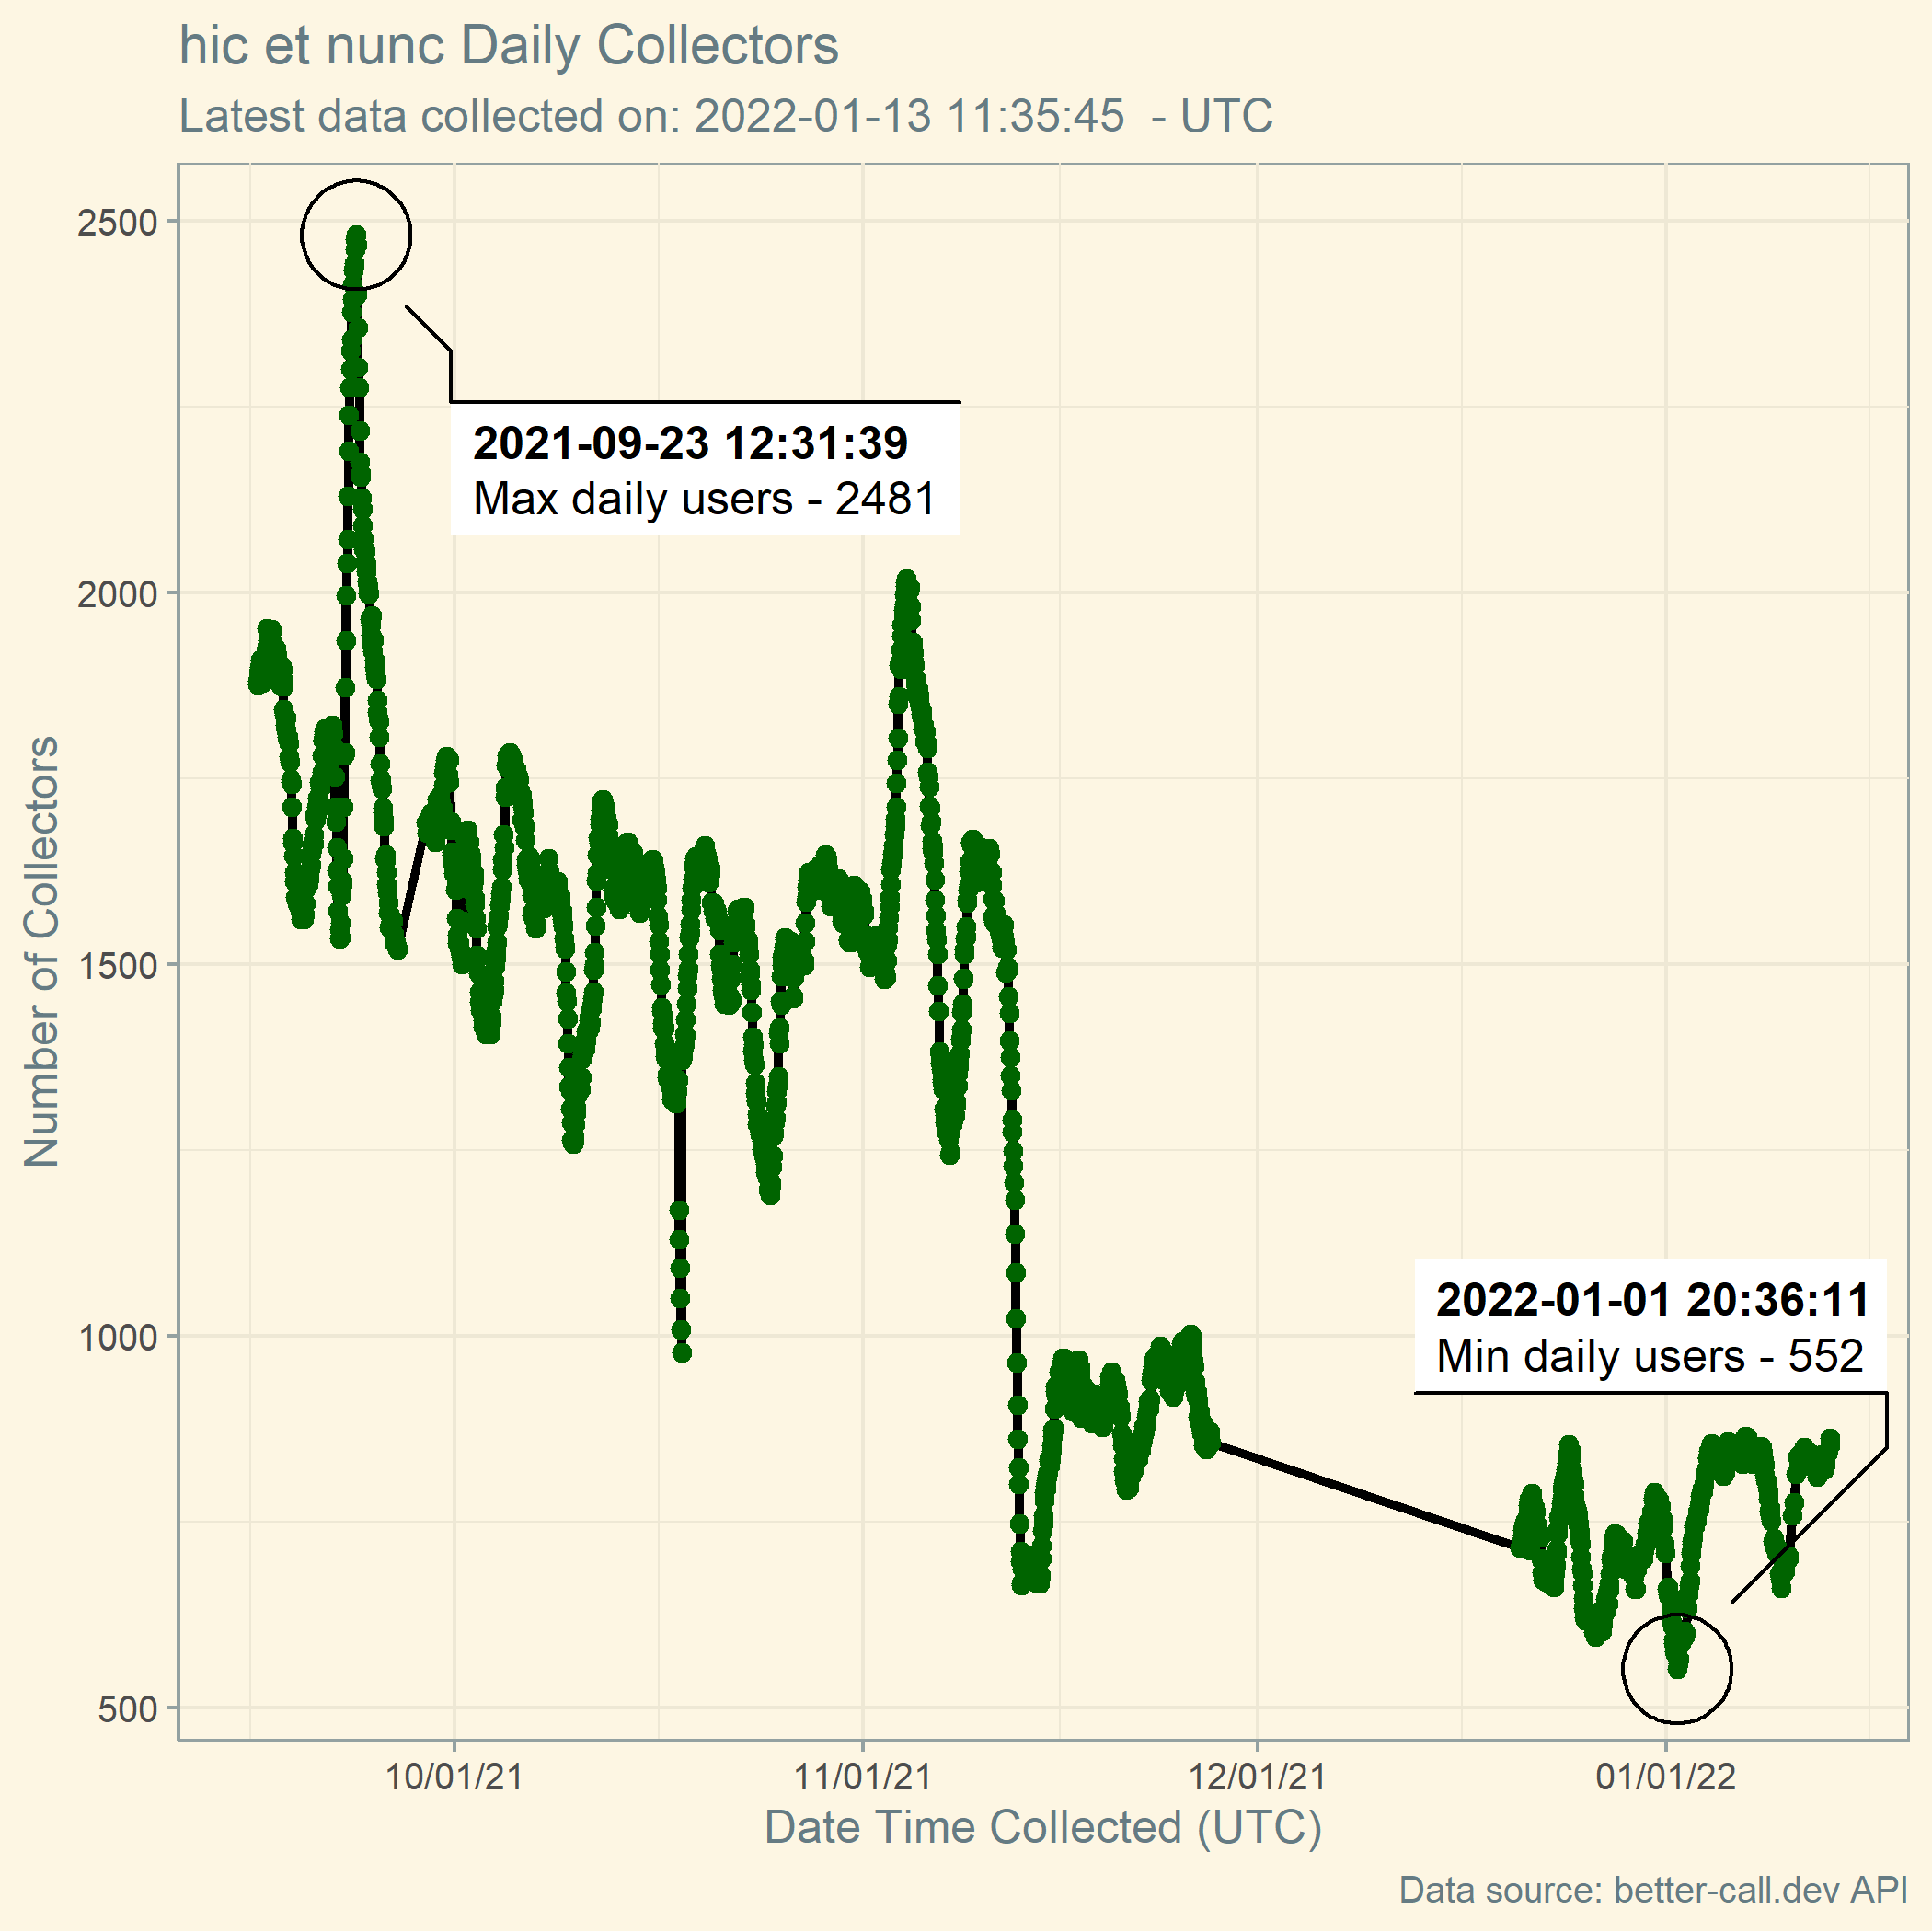 hic et nunc Daily Collectors
Latest data collected on: 2022-01-13 11:35:45  - UTC
Number of Collectors
2500
2000
1500
1000
500
2021-09-23 12:31:39
Max daily users - 2481
2022-01-01 20:36:11
Min daily users - 552
10/01/21
11/01/21
12/01/21
01/01/22
Date Time Collected (UTC)
Data source: better-call.dev API